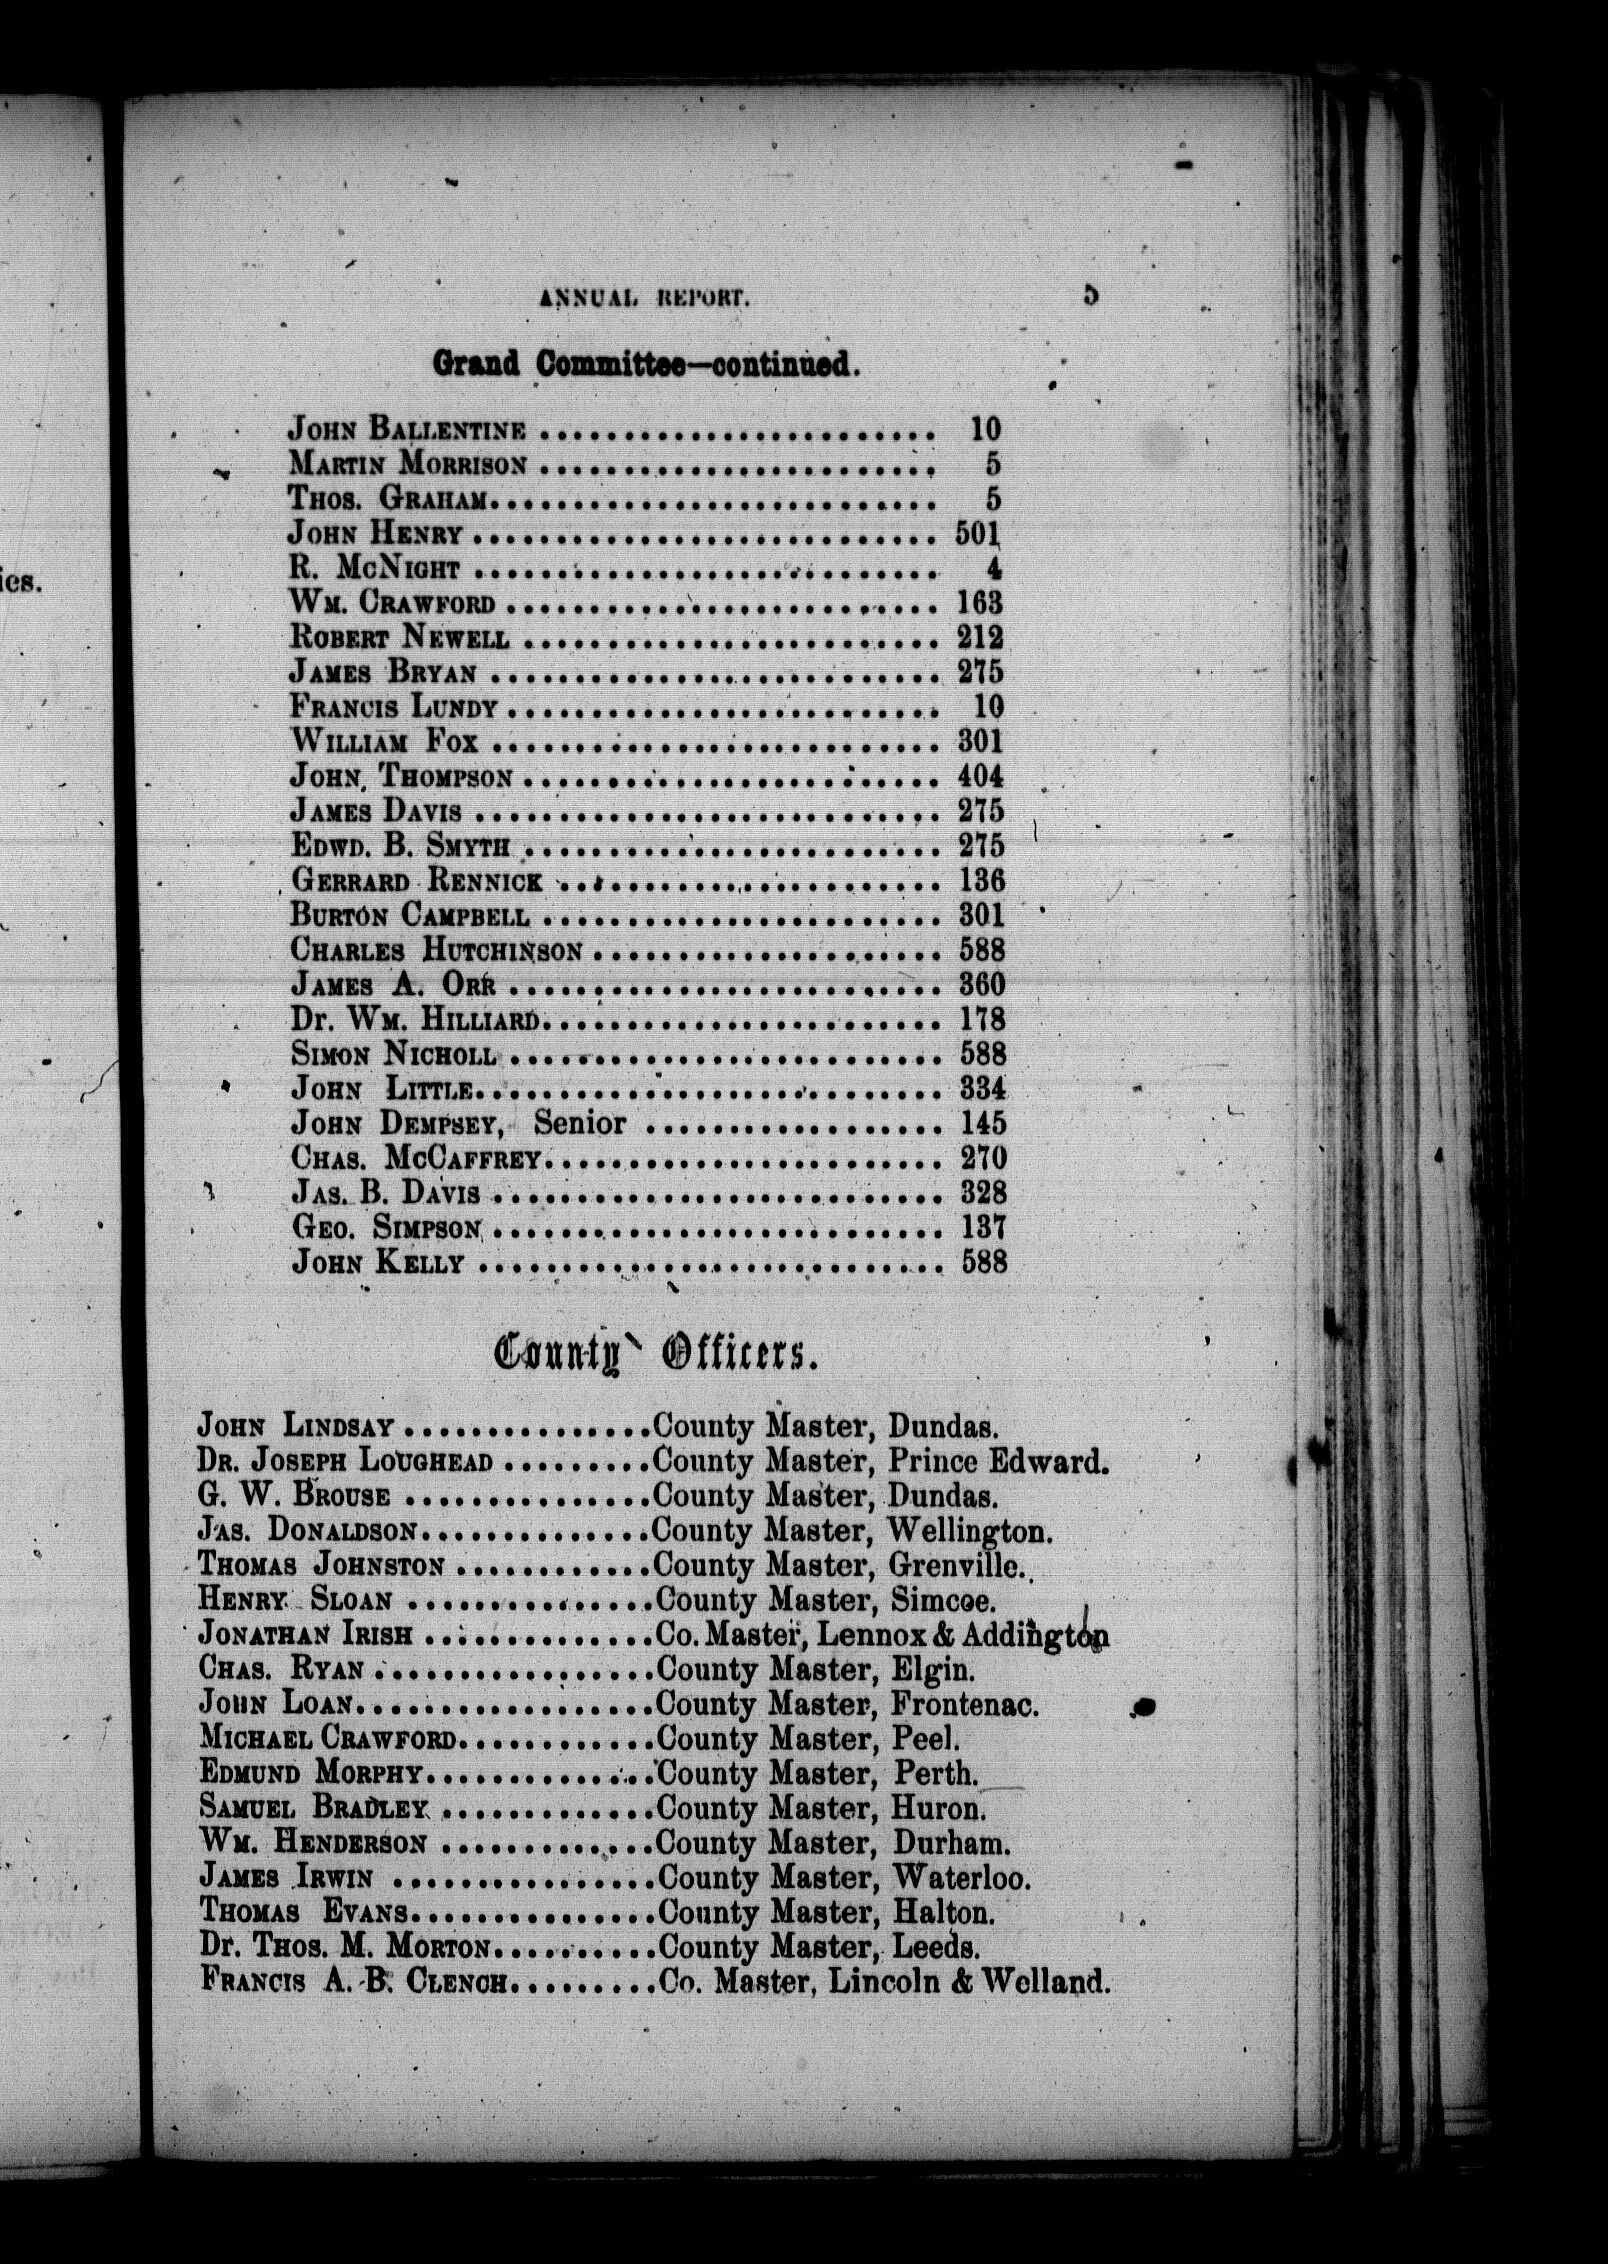 ANNUAL REPORT. 5
Grand Committee—continued.
JOHN BALLENTINE ........................ 10
MARTIN MORRISON ........................ 5
THOS. GRAHAM........................... 5
JOHN HENRY ............................ 501
R. MCNIGHT ............................ 4
WM. CRAWFORD .......................... 163
ROBERT NEWELL ......................... 212
JAMES BRYAN ........................... 275
FRANCIS LUNDY .......................... 10
WILLIAM FOX ........................... 301
JOHN THOMPSON ......................... 404
JAMES DAVIS ............................ 275
EDWD. B. SMYTH ......................... 275
GERRARD RENNICK ....................... 136
BURTON CAMPBELL ........................ 301
CHARLES HUTCHINSON ..................... 588
JAMES A. ORR .......................... 360
Dr. WM. HILLIARD........................ 178
SIMON NICHOLL .......................... 588
JOHN LITTLE............................ 334
JOHN DEMPSEY, Senior .................. 145
CHAS. MCCAFFREY........................ 270
JAS. B. DAVIS ........................... 328
GEO. SIMPSON ........................... 137
JOHN KELLY ............................ 588
County Officers.
JOHN LINDSAY ...............County Master, Dundas.
DR. JOSEPH LOUGHEAD .........County Master, Prince Edward.
G. W. BROUSE ...............County Master, Dundas.
JAS. DONALDSON..............County Master, Wellington.
THOMAS JOHNSTON ............County Master, Grenville.
HENRY SLOAN ...............County Master, Simcoe.
JONATHAN IRISH ..............Co. Master, Lennox & Addington
CHAS. RYAN .................County Master, Elgin.
JOHN LOAN..................County Master, Frontenac.
MICHAEL CRAWFORD............County Master, Peel.
EDMUND MORPHY..............County Master, Perth.
SAMUEL BRADLEY .............County Master, Huron.
WM. HENDERSON .............County Master, Durham.
JAMES IRWIN ................County Master, Waterloo.
THOMAS EVANS...............County Master, Halton.
Dr. THOS. M. MORTON..........County Master, Leeds.
FRANCIS A. B. CLENCH.........Co. Master, Lincoln & Welland.